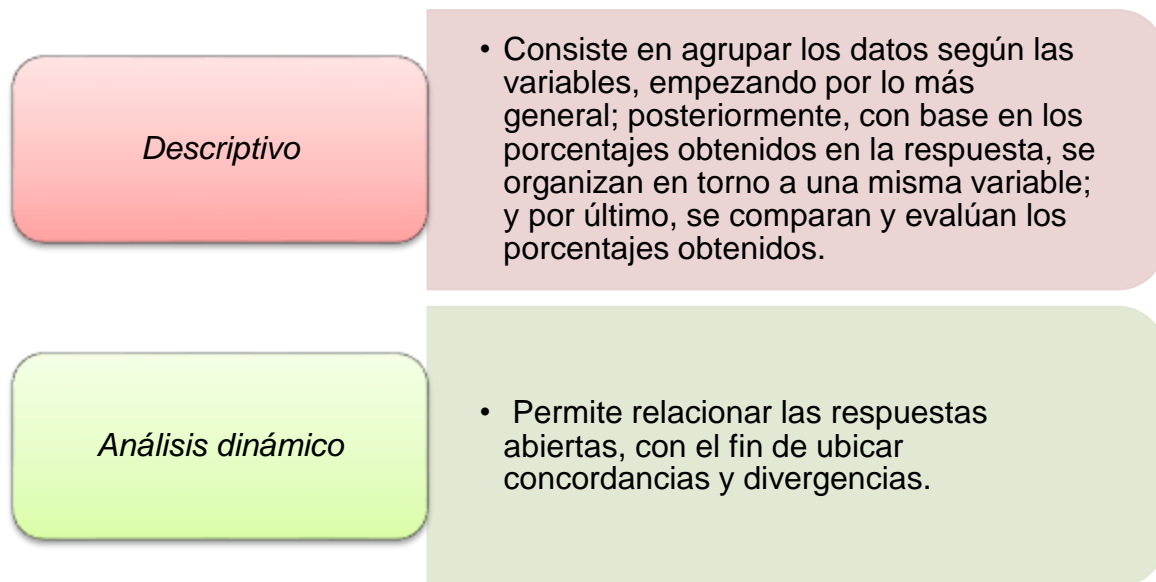 Descriptivo
• Consiste en agrupar los datos según las
variables, empezando por lo más
general; posteriormente, con base en los
porcentajes obtenidos en la respuesta, se
organizan en torno a una misma variable;
y por último, se comparan y evalúan los
porcentajes obtenidos.
Análisis dinámico
• Permite relacionar las respuestas
abiertas, con el fin de ubicar
concordancias y divergencias.